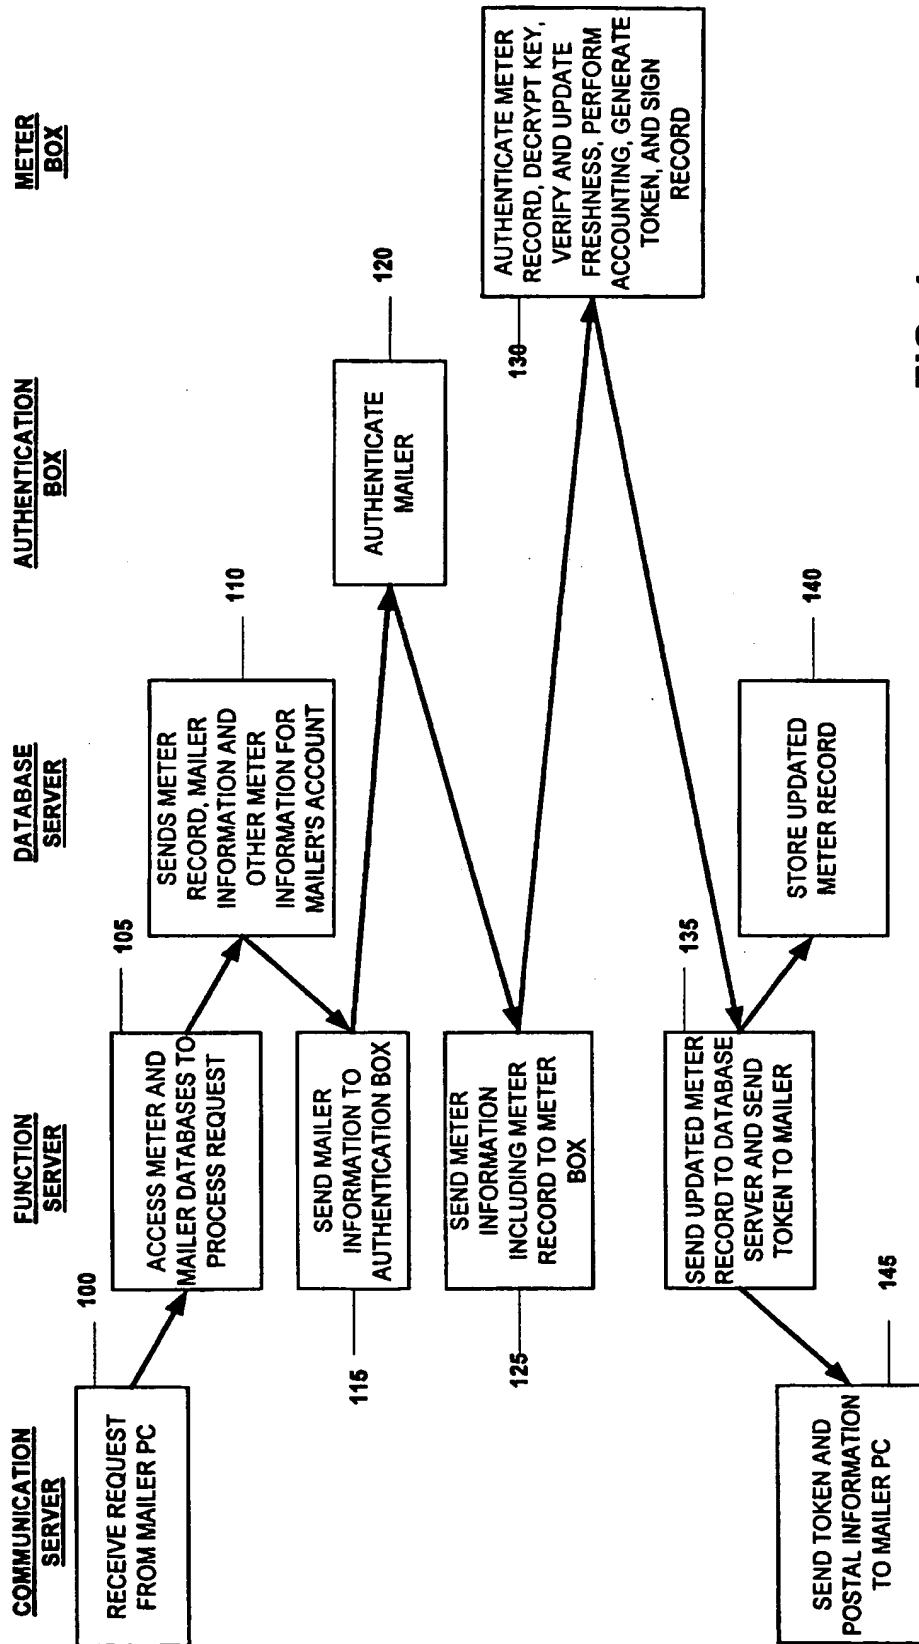 COMMUNICATION
SERVER
FUNCTION
SERVER
DATABASE
SERVER
AUTHENTICATION
BOX
METER
BOX
100
RECEIVE REQUEST
FROM MAILER PC
105
ACCESS METER AND
MAILER DATABASES TO
PROCESS REQUEST
110
SENDS METER
RECORD, MAILER
INFORMATION AND
OTHER METER
INFORMATION FOR
MAILER'S ACCOUNT
115
SEND MAILER
INFORMATION TO
AUTHENTICATION BOX
120
AUTHENTICATE
MAILER
125
SEND METER
INFORMATION
INCLUDING METER
RECORD TO METER
BOX
130
AUTHENTICATE METER
RECORD, DECRYPT KEY,
VERIFY AND UPDATE
FRESHNESS, PERFORM
ACCOUNTING, GENERATE
TOKEN, AND SIGN
RECORD
135
SEND UPDATED METER
RECORD TO DATABASE
SERVER AND SEND
TOKEN TO MAILER
140
STORE UPDATED
METER RECORD
145
SEND TOKEN AND
POSTAL INFORMATION
TO MAILER PC
FIG.